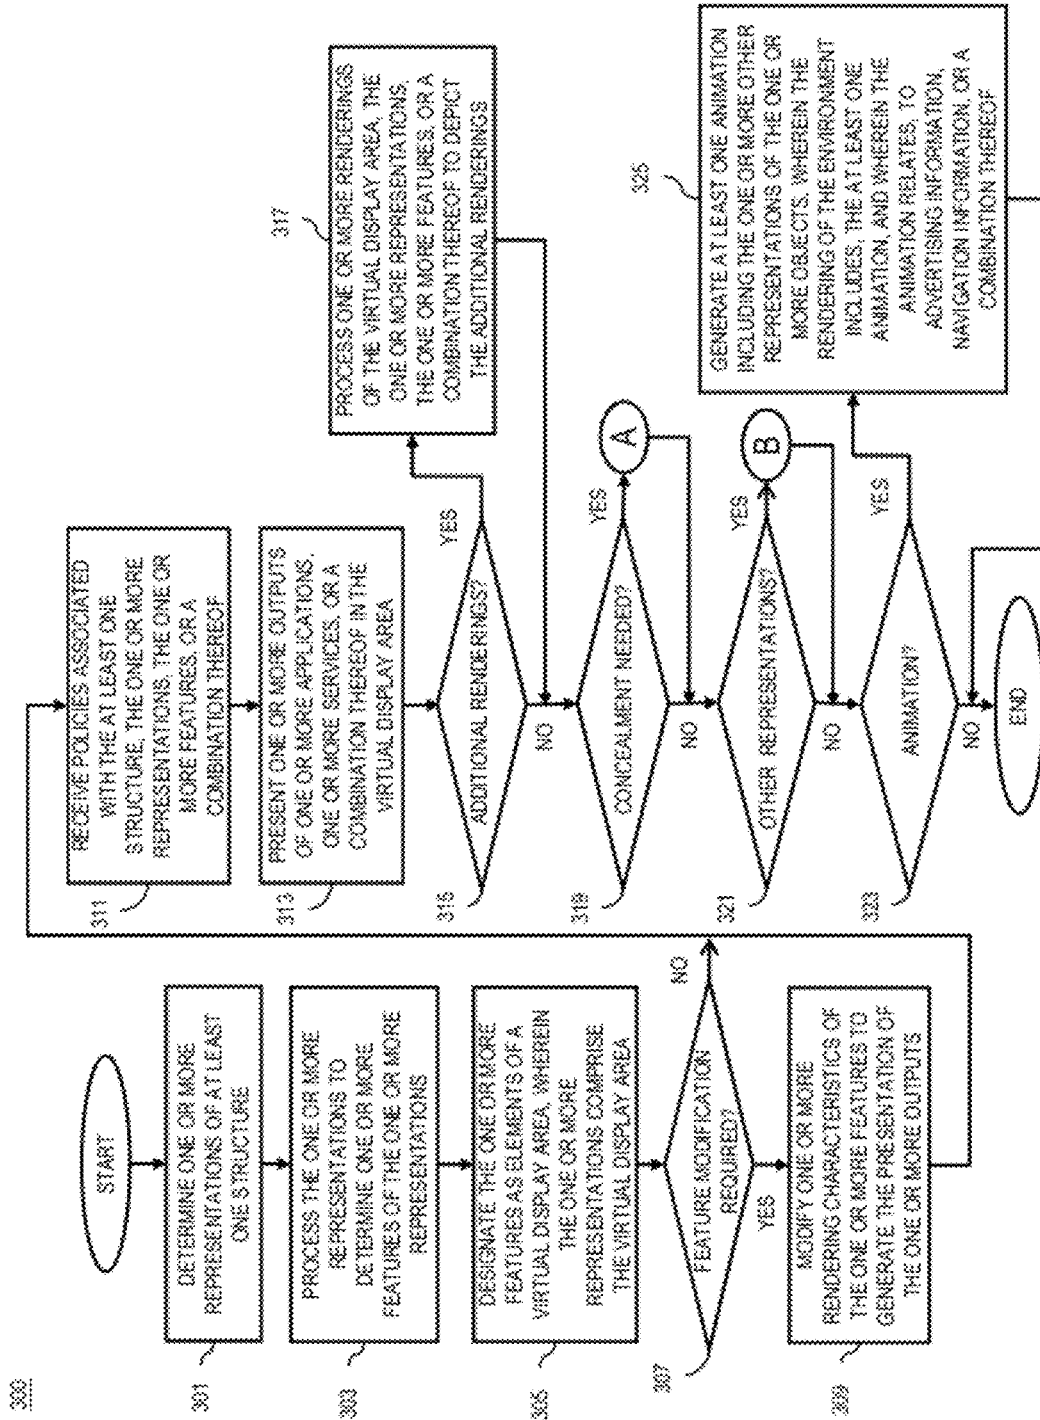 300
START
301
DETERMINE ONE OR MORE
REPRESENTATIONS OF AT LEAST
ONE STRUCTURE
303
PROCESS THE ONE OR MORE
REPRESENTATIONS TO
DETERMINE ONE OR MORE
FEATURES OF THE ONE OR MORE
REPRESENTATIONS
305
DESIGNATE THE ONE OR MORE
FEATURES AS ELEMENTS OF A
VIRTUAL DISPLAY AREA, WHEREIN
THE ONE OR MORE
REPRESENTATIONS COMPRISE
THE VIRTUAL DISPLAY AREA
307
FEATURE MODIFICATION
REQUIRED?
NO
YES
309
MODIFY ONE OR MORE
RENDERING CHARACTERISTICS OF
THE ONE OR MORE FEATURES TO
GENERATE THE PRESENTATION OF
THE ONE OR MORE OUTPUTS
311
RECEIVE POLICIES ASSOCIATED
WITH THE AT LEAST ONE
STRUCTURE, THE ONE OR MORE
REPRESENTATIONS, THE ONE OR
MORE FEATURES, OR A
COMBINATION THEREOF
313
PRESENT ONE OR MORE OUTPUTS
OF ONE OR MORE APPLICATIONS,
ONE OR MORE SERVICES, OR A
COMBINATION THEREOF IN THE
VIRTUAL DISPLAY AREA
315
ADDITIONAL RENDERINGS?
YES
NO
317
PROCESS ONE OR MORE RENDERINGS
OF THE VIRTUAL DISPLAY AREA, THE
ONE OR MORE REPRESENTATIONS,
THE ONE OR MORE FEATURES, OR A
COMBINATION THEREOF TO DEPICT
THE ADDITIONAL RENDERINGS
319
CONCEALMENT NEEDED?
YES
A
NO
321
OTHER REPRESENTATIONS?
YES
B
NO
323
ANIMATION?
YES
NO
325
GENERATE AT LEAST ONE ANIMATION
INCLUDING THE ONE OR MORE OTHER
REPRESENTATIONS OF THE ONE OR
MORE OBJECTS, WHEREIN THE
RENDERING OF THE ENVIRONMENT
INCLUDES, THE AT LEAST ONE
ANIMATION, AND WHEREIN THE
ANIMATION RELATES, TO
ADVERTISING INFORMATION,
NAVIGATION INFORMATION, OR A
COMBINATION THEREOF
END